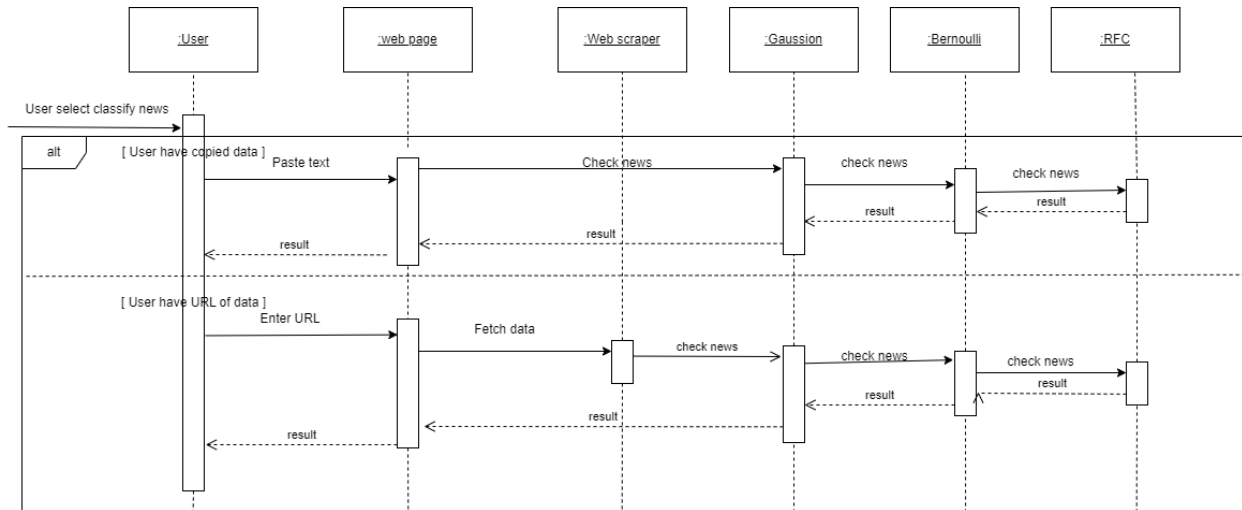 :User
:web page
:Web scraper
:Gaussion
:Bernoulli
:RFC
User select classify news
alt
[ User have copied data ]
Paste text
Check news
check news
check news
result
result
result
result
[ User have URL of data ]
Enter URL
Fetch data
check news
check news
check news
result
result
result
result